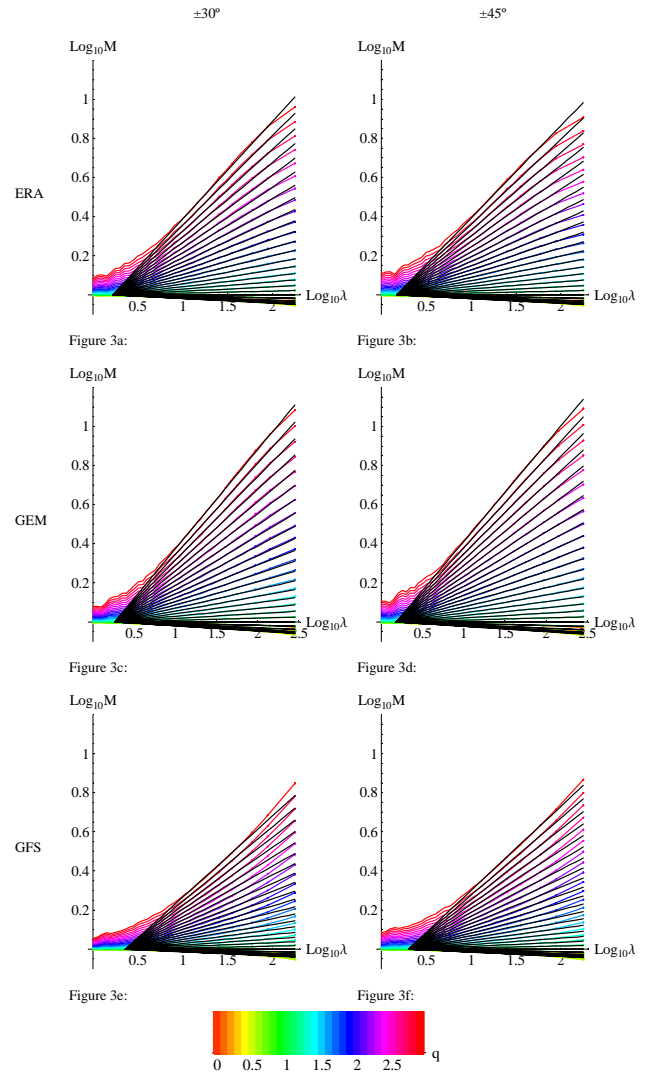 ±30º ±45º
Log₁₀M Log₁₀M
1 1
0.8 0.8
0.6 0.6
ERA
0.4 0.4
0.2 0.2
0.5 1 1.5 2 Log₁₀λ 0.5 1 1.5 2 Log₁₀λ
Figure 3a: Figure 3b:
Log₁₀M Log₁₀M
1 1
0.8 0.8
0.6 0.6
GEM
0.4 0.4
0.2 0.2
0.5 1 1.5 2 2.5 Log₁₀λ 0.5 1 1.5 2 2.5 Log₁₀λ
Figure 3c: Figure 3d:
Log₁₀M Log₁₀M
1 1
0.8 0.8
0.6 0.6
GFS
0.4 0.4
0.2 0.2
0.5 1 1.5 2 Log₁₀λ 0.5 1 1.5 2 Log₁₀λ
Figure 3e: Figure 3f:
0 0.5 1 1.5 2 2.5 q